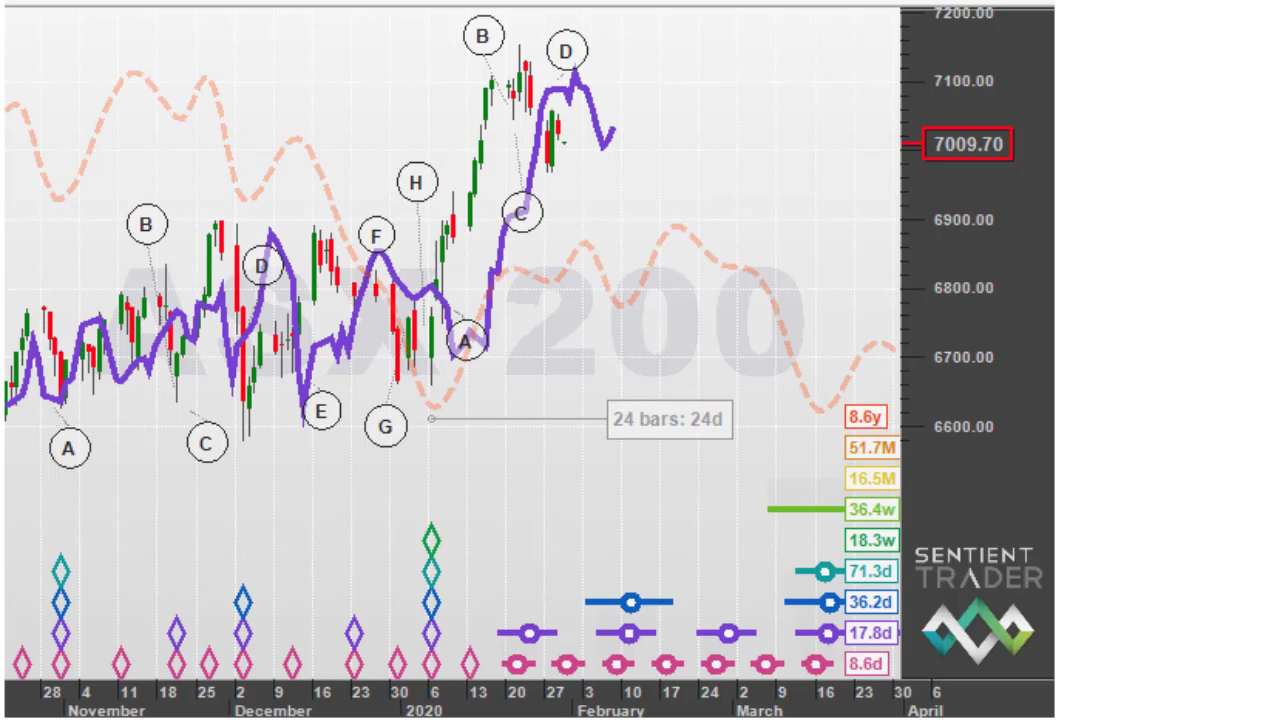 7200.00
B
D
7100.00
7009.70
H
B
C
6900.00
F
D
ASX 200
6800.00
A
6700.00
E
24 bars: 24d
8.6y
G
6600.00
A
C
51.7M
16.5M
36.4w
18.3w
SENTIENT
TRADER
71.3d
36.2d
17.8d
8.6d
28 4 11 18 25 2 9 16 23 30 6 13 20 27 3 10 17 24 2 9 16 23 30 6
November December 2020 February March April